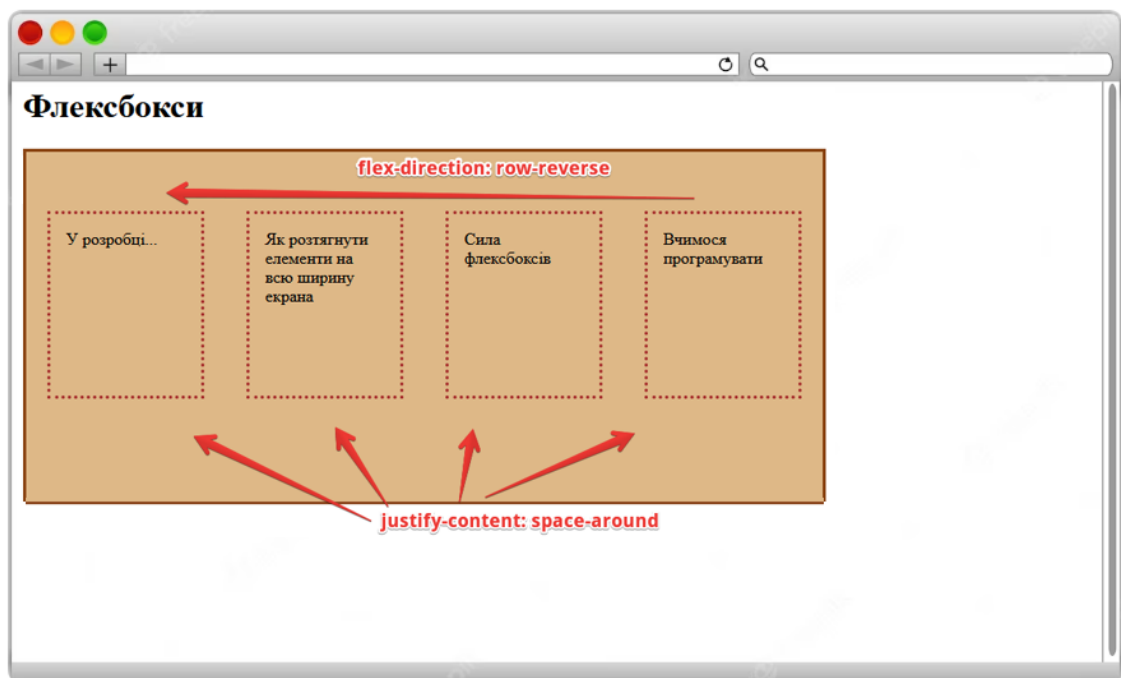 Флексбокси
flex-direction: row-reverse
У розробці...
Як розтягнути
елементи на
всю ширину
екрана
Сила
флексбоксів
Вчимося
програмувати
justify-content: space-around